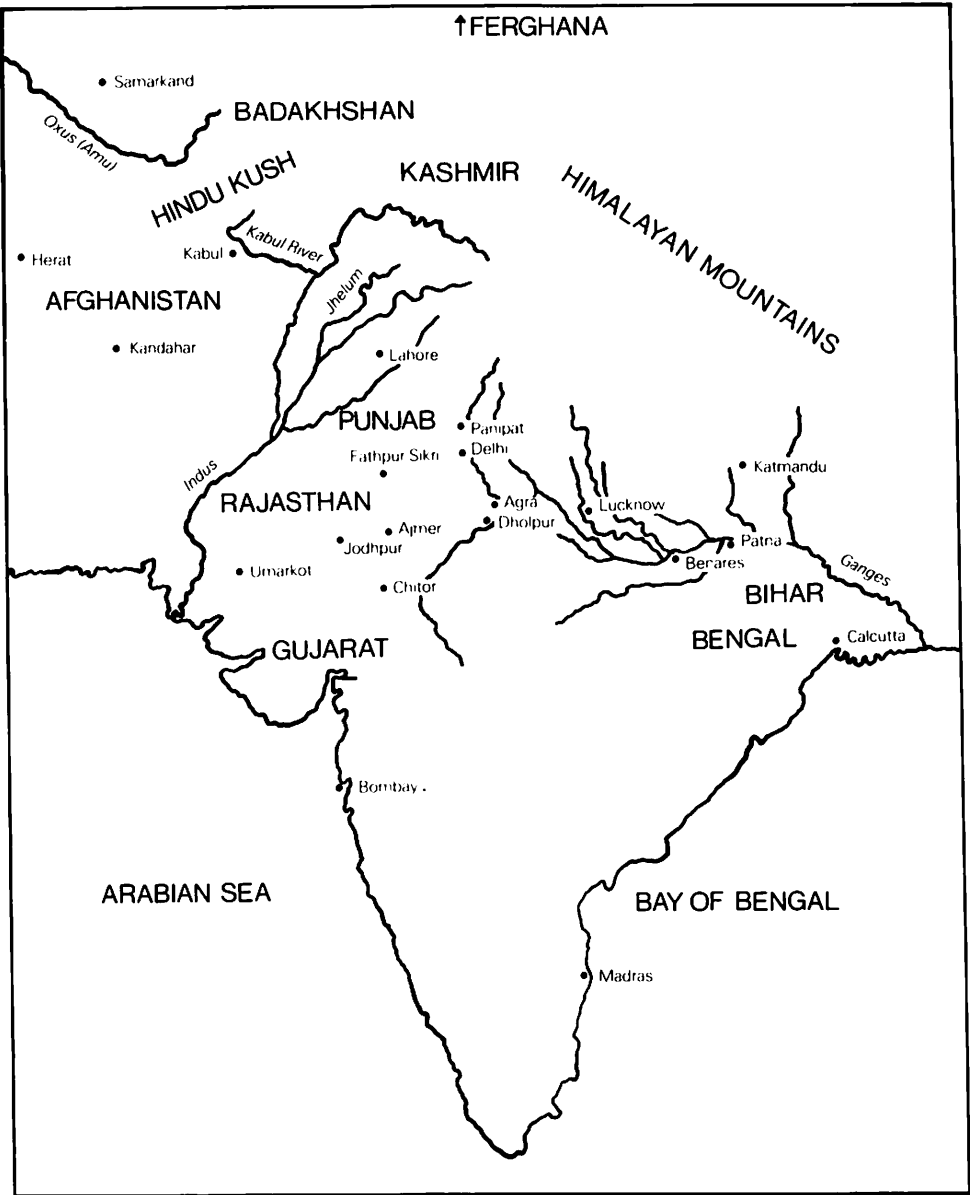 ↑FERGHANA
Samarkand
BADAKHSHAN
Oxus (Amu)
HINDU KUSH
KASHMIR
HIMALAYAN MOUNTAINS
Kabul River
Kabul
Herat
Jhelum
AFGHANISTAN
Kandahar
Lahore
PUNJAB
Panipat
Delhi
Fathpur Sikri
Katmandu
Indus
RAJASTHAN
Agra
Lucknow
Dholpur
Ajmer
Jodhpur
Patna
Benares
Umarkot
Chitor
Ganges
BIHAR
BENGAL
Calcutta
GUJARAT
Bombay
ARABIAN SEA
BAY OF BENGAL
Madras